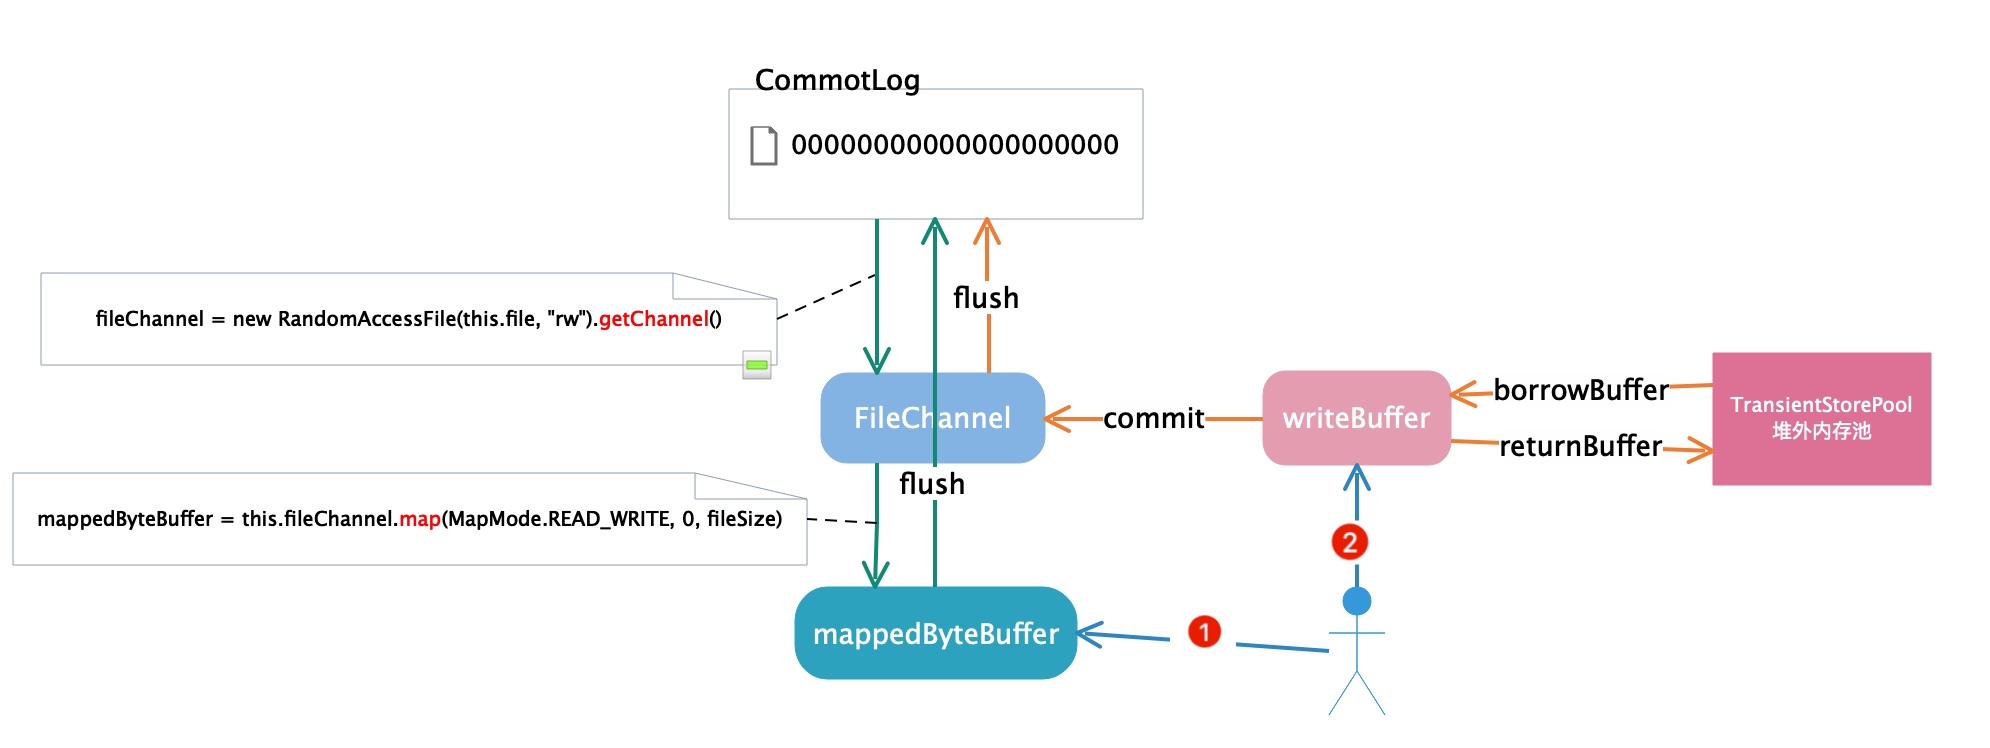 CommotLog
00000000000000000000
flush
fileChannel = new RandomAccessFile(this.file, "rw").getChannel()
borrowBuffer
FileChannel
commit
writeBuffer
TransientStorePool
堆外内存池
returnBuffer
flush
mappedByteBuffer = this.fileChannel.map(MapMode.READ_WRITE, 0, fileSize)
2
1
mappedByteBuffer